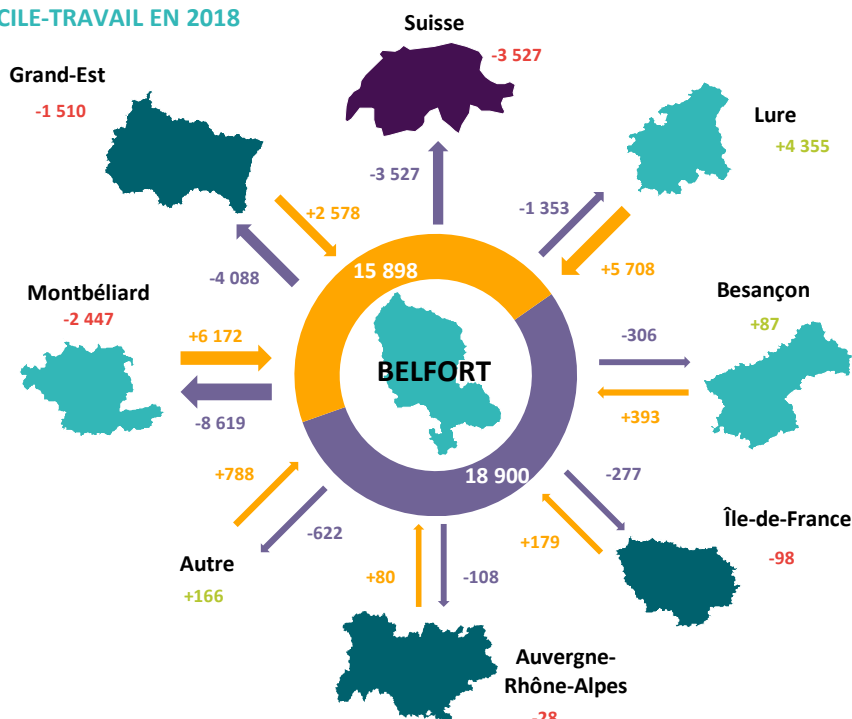 CILE-TRAVAIL EN 2018
Suisse
-3 527
Grand-Est
-1 510
Lure
+4 355
-3 527
-1 353
+2 578
+5 708
-4 088
15 898
Montbéliard
-2 447
Besançon
+87
+6 172
-306
BELFORT
-8 619
+393
+788
18 900
-277
Île-de-France
-98
-622
+179
Autre
+166
+80
-108
Auvergne-
Rhône-Alpes
-28